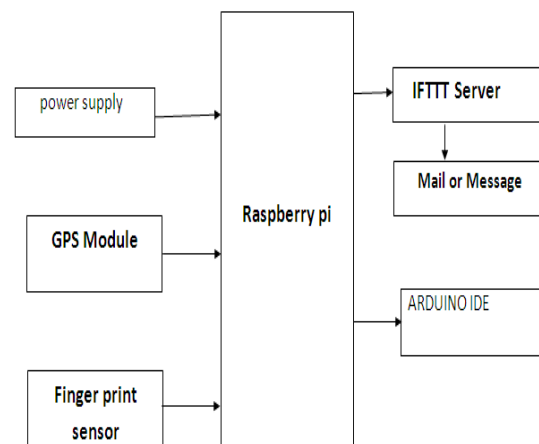 power supply
GPS Module
Finger print
sensor
Raspberry pi
IFTTT Server
Mail or Message
ARDUINO IDE